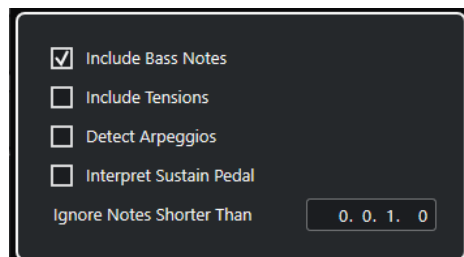 Include Bass Notes
Include Tensions
Detect Arpeggios
Interpret Sustain Pedal
Ignore Notes Shorter Than 0. 0. 1. 0